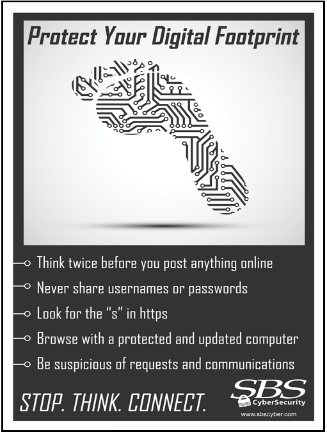 Protect Your Digital Footprint
Think twice before you post anything online
Never share usernames or passwords
Look for the “s” in https
Browse with a protected and updated computer
Be suspicious of requests and communications
STOP. THINK. CONNECT.
SBS
CyberSecurity
www.sbscyber.com